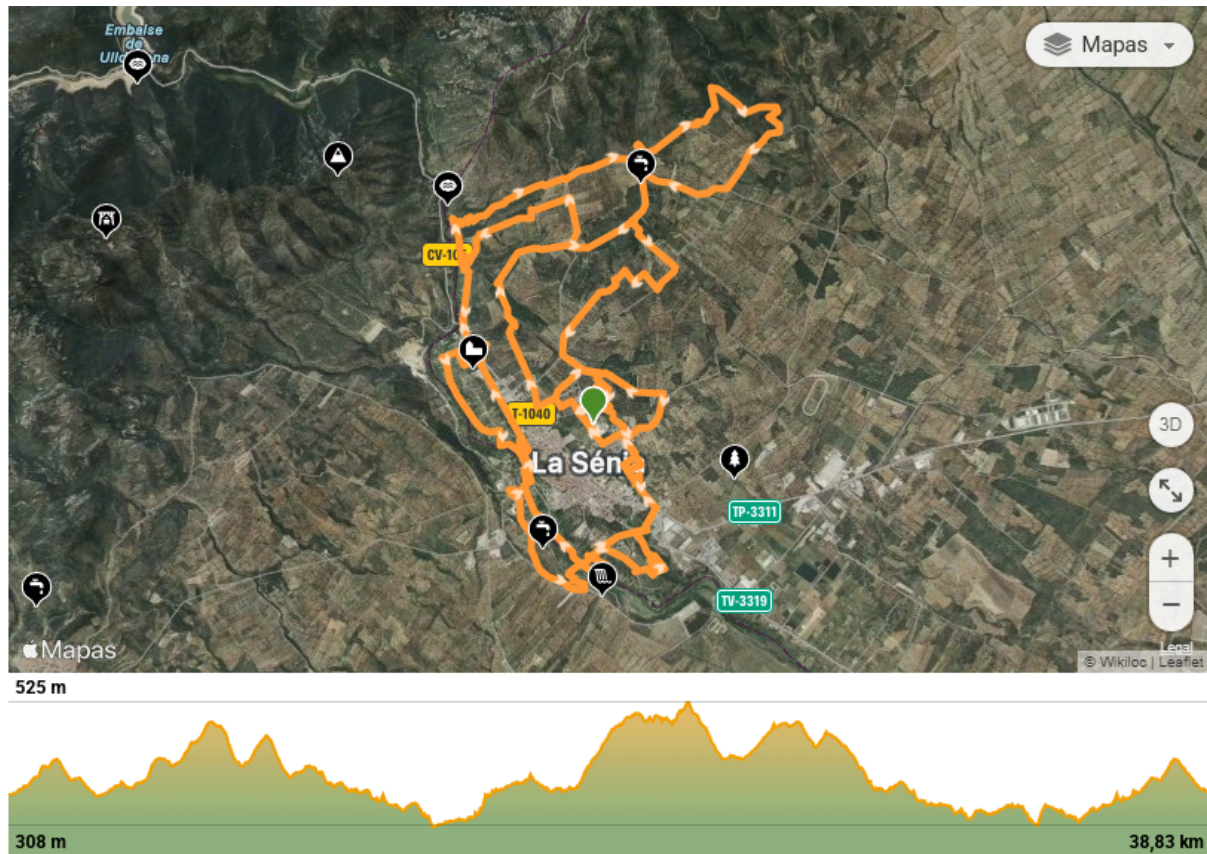 Embalse
de
Mapas
CV-10
T-1040
3D
La Séni
TP-3311
TV-3319
Mapas
Legal
© Wikiloc | Leaflet
525 m
308 m
38,83 km